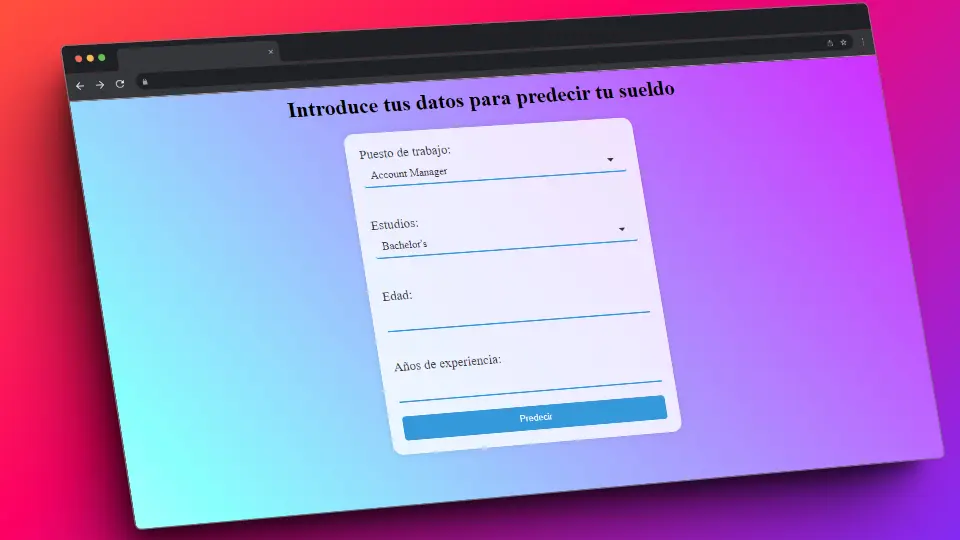 Introduce tus datos para predecir tu sueldo
Puesto de trabajo:
Account Manager
Estudios:
Bachelor's
Edad:
Años de experiencia:
Predecir